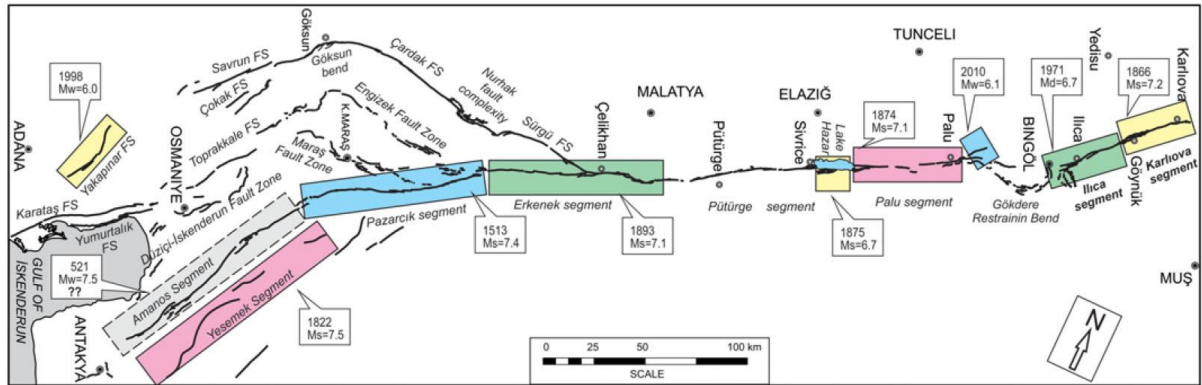 Göksun
Savrun FS
Göksun
bend
Çardak FS
Nurhak
fault
complexity
Sürgü FS
Çokak FS
Toprakkale FS
Engizek Fault Zone
K.MARAŞ
Maraş
Fault Zone
1998
Mw=6.0
ADANA
Yakapınar FS
OSMANİYE
Karataş FS
Yumurtalık
FS
Düziçi-İskenderun Fault Zone
GULF OF
İSKENDERUN
521
Mw=7.5
??
Amanos Segment
Yesemek Segment
ANTAKYA
1822
Ms=7.5
Pazarcık segment
1513
Ms=7.4
Çelikhan
Erkenek segment
1893
Ms=7.1
MALATYA
Pütürge
Pütürge segment
ELAZIĞ
Sivrice
Lake
Hazar
1875
Ms=6.7
1874
Ms=7.1
TUNCELI
Palu
Palu segment
2010
Mw=6.1
BINGÖL
Gökdere
Restrainin Bend
1971
Md=6.7
Ilıca
Ilıca
segment
Yedisu
1866
Ms=7.2
Karlıova
Göynük
Karlıova
segment
MUŞ
N
0 25 50 100 km
SCALE